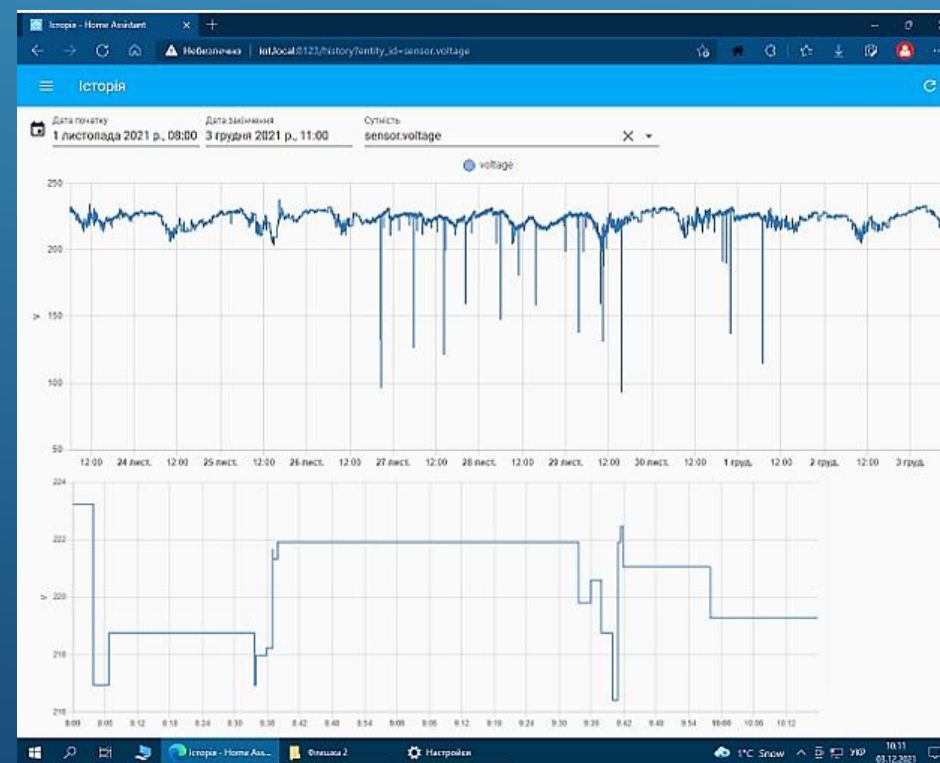 Історія - Home Assistant
Небезпечно int.local:8123/history?entity_id=sensor.voltage
Історія
Дата початку Дата закінчення Сутність
1 листопада 2021 р., 08:00 3 грудня 2021 р., 11:00 sensor.voltage
voltage
250
200
V 150
100
50
12:00 24 лист. 12:00 25 лист. 12:00 26 лист. 12:00 27 лист. 12:00 28 лист. 12:00 29 лист. 12:00 30 лист. 12:00 1 груд. 12:00 2 груд. 12:00 3 груд.
224
222
V 220
218
216
8:00 8:06 8:12 8:18 8:24 8:30 8:36 8:42 8:48 8:54 9:00 9:06 9:12 9:18 9:24 9:30 9:36 9:42 9:48 9:54 10:00 10:06 10:12
Історія - Home Ass... Флешка 2 Настройки 1°C Snow УКР 10:11
03.12.2021